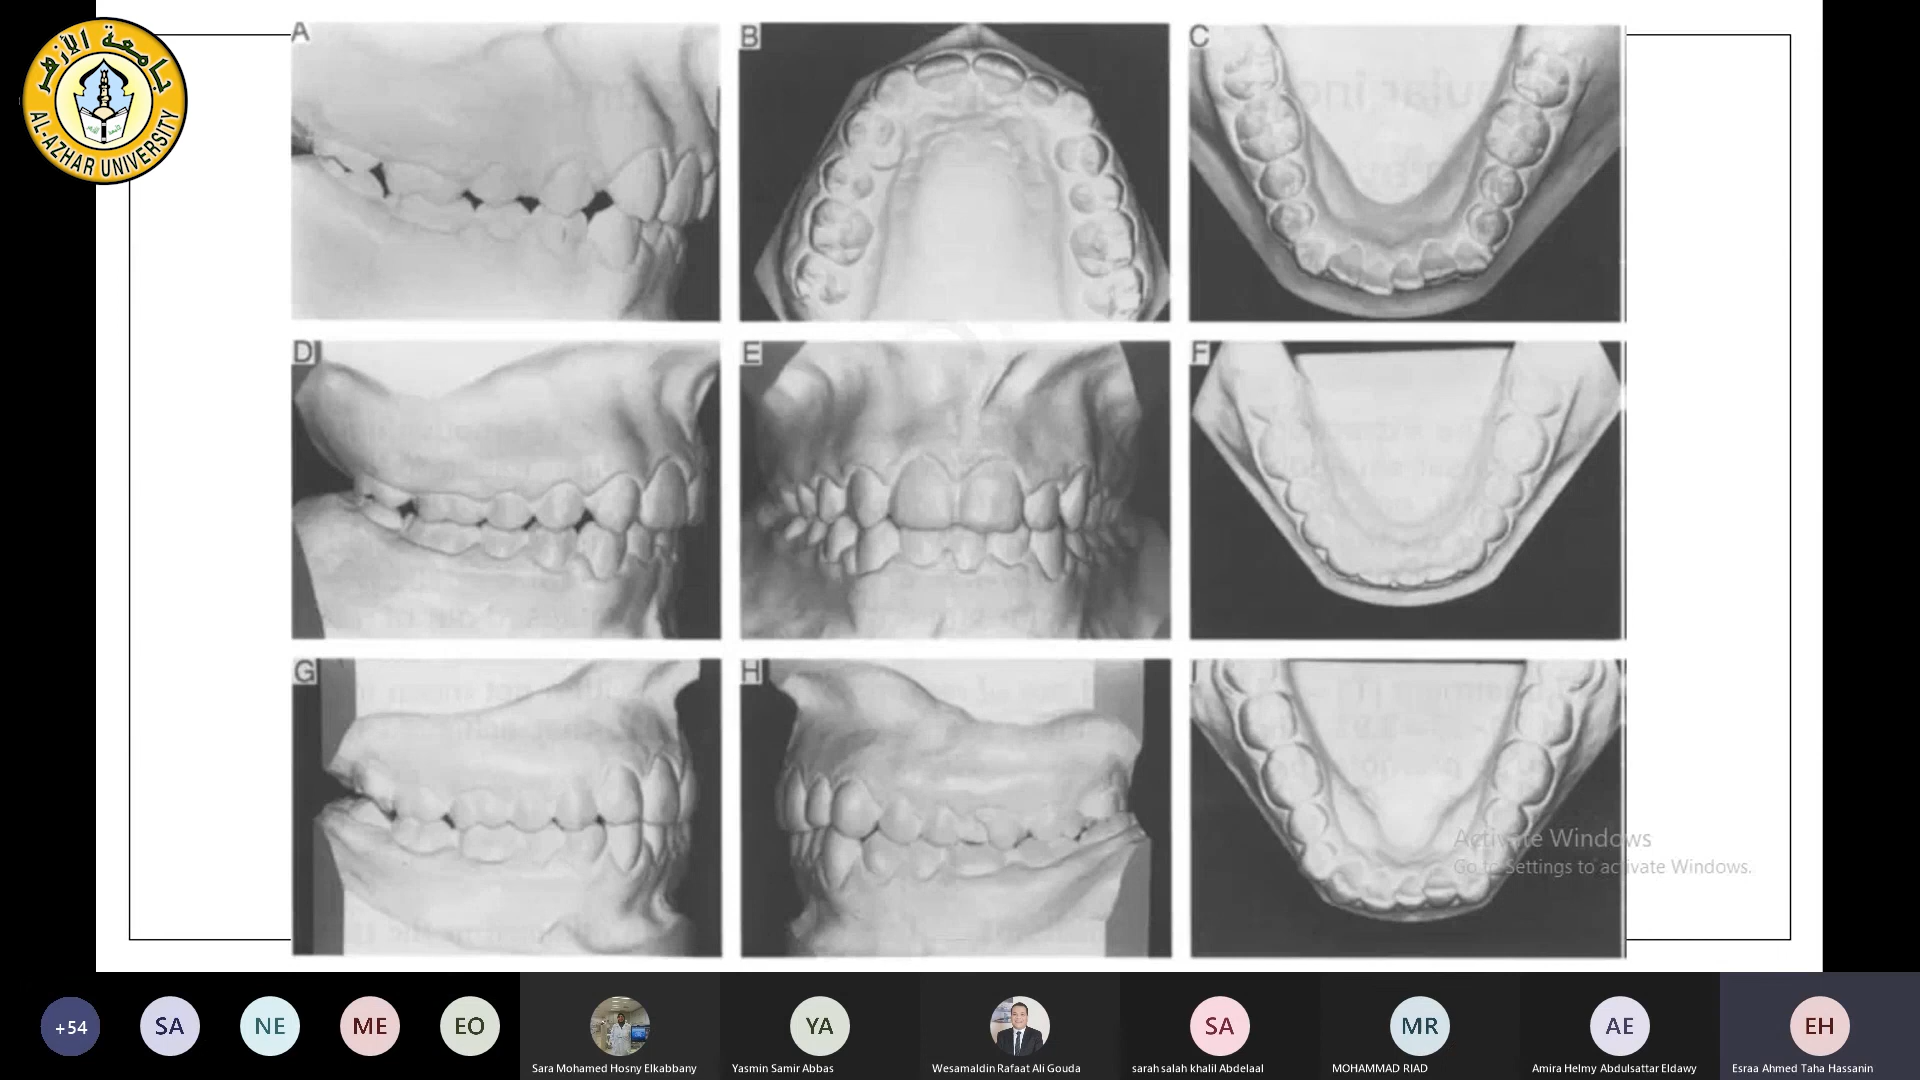 جامعة الأزهر
AL-AZHAR UNIVERSITY
A
B
C
D
E
F
G
H
I
Activate Windows
Go to Settings to activate Windows.
+54
SA
NE
ME
EO
YA
SA
MR
AE
EH
Sara Mohamed Hosny Elkabbany
Yasmin Samir Abbas
Wesamaldin Rafaat Ali Gouda
sarah salah khalil Abdelaal
MOHAMMAD RIAD
Amira Helmy Abdulsattar Eldawy
Esraa Ahmed Taha Hassanin